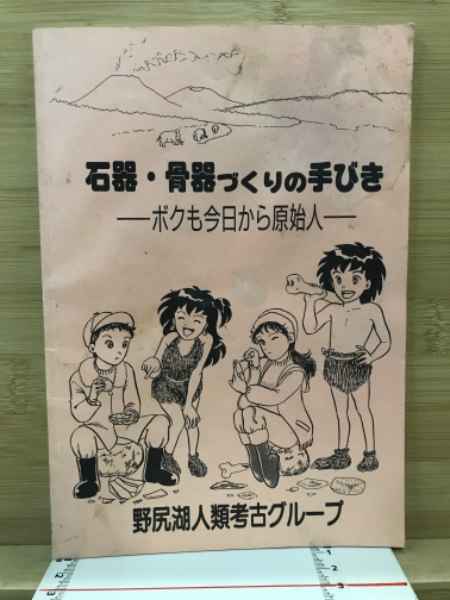 石器・骨器づくりの手びき
―ボクも今日から原始人―
野尻湖人類考古グループ